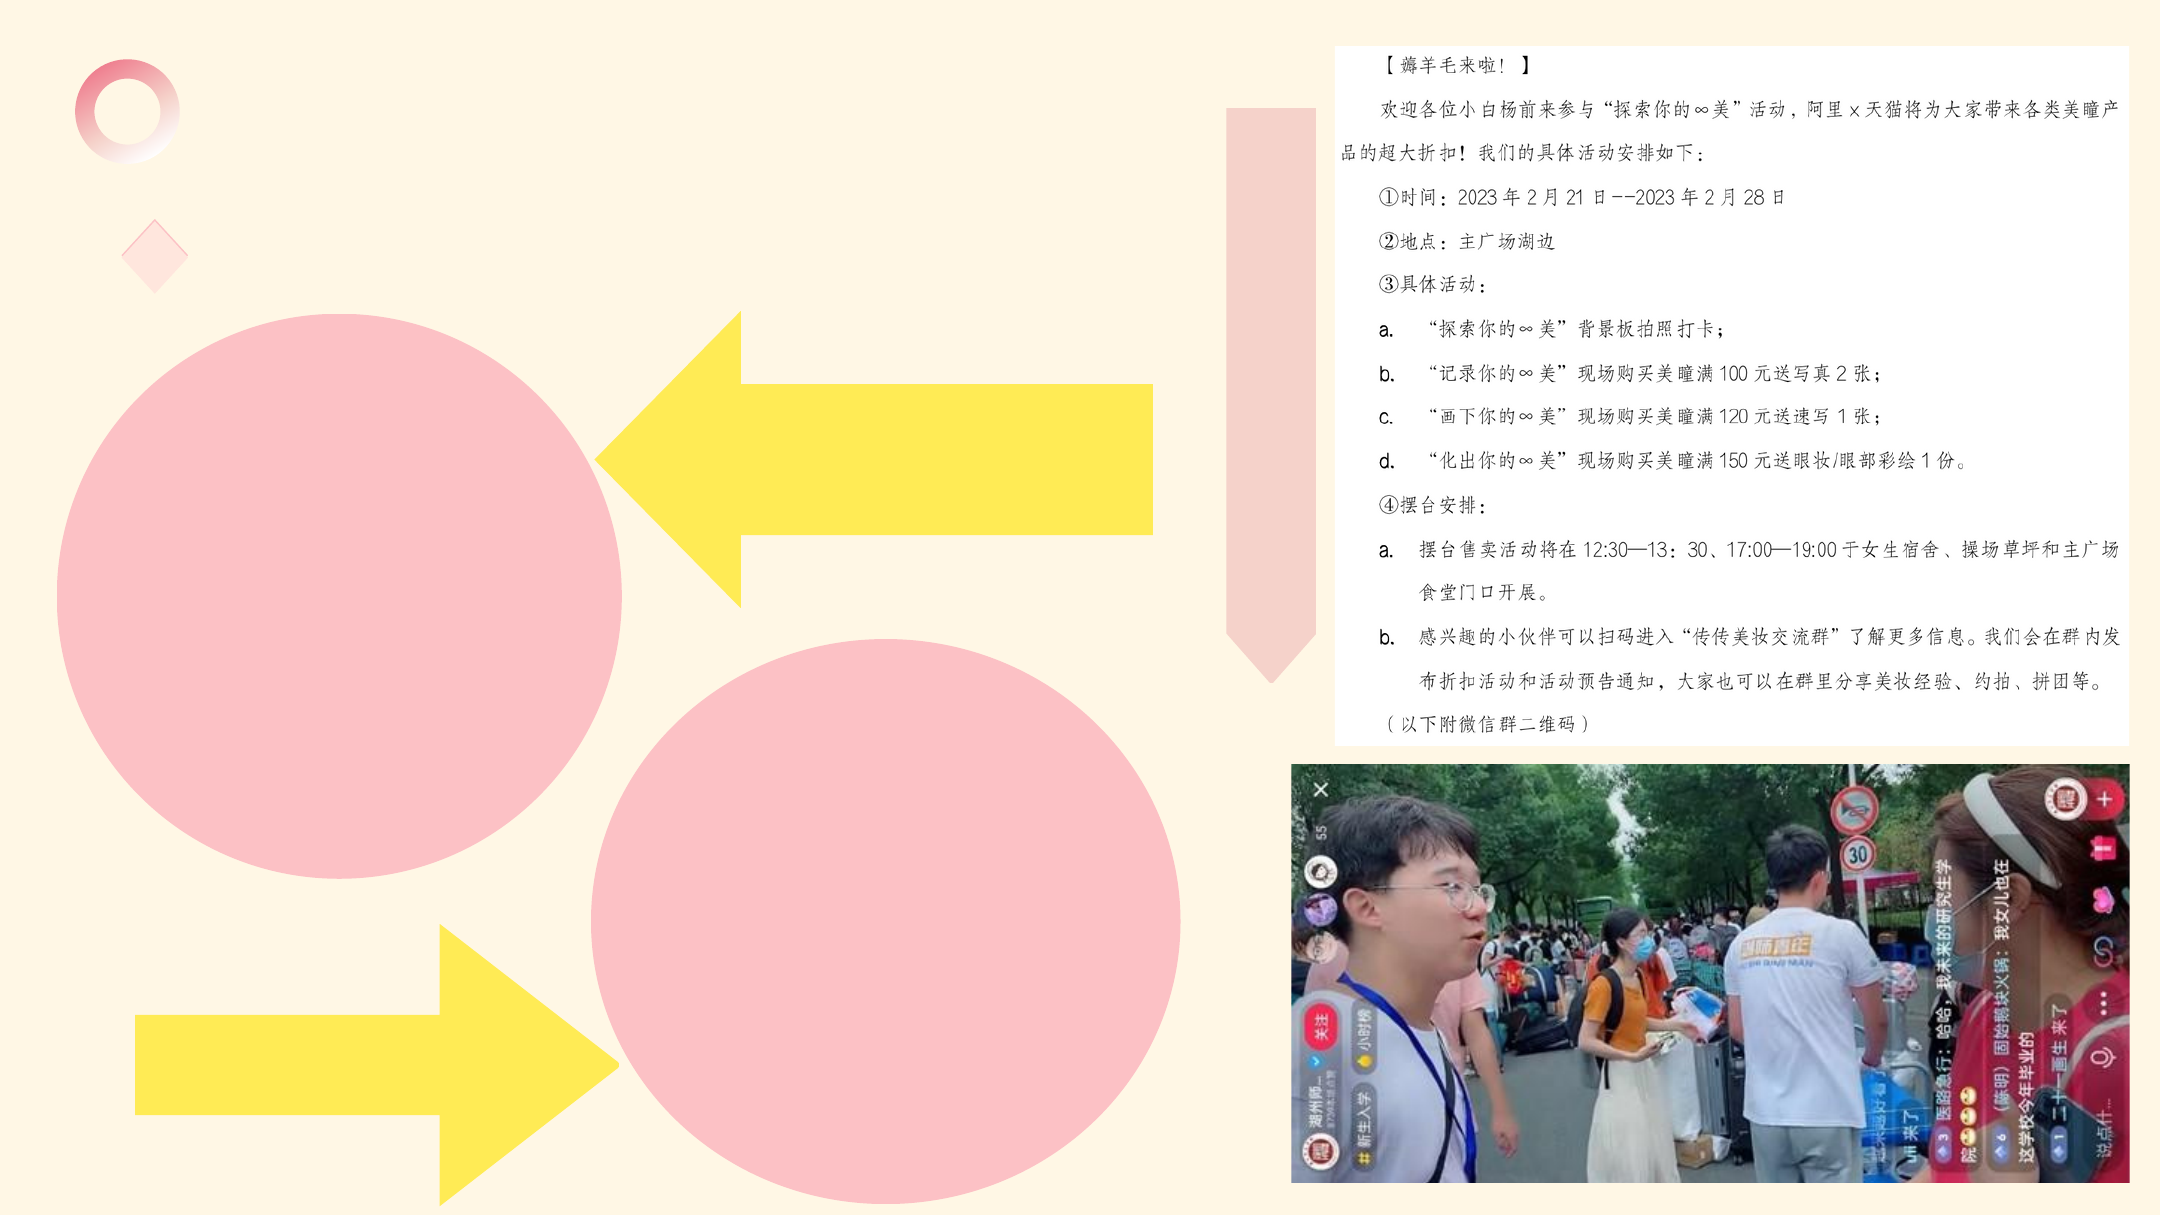 【薅羊毛来啦！】
欢迎各位小白杨前来参与“探索你的∞美”活动，阿里x天猫将为大家带来各类美瞳产
品的超大折扣！我们的具体活动安排如下：
①时间：2023年2月21日--2023年2月28日
②地点：主广场湖边
③具体活动：
a. “探索你的∞美”背景板拍照打卡；
b. “记录你的∞美”现场购买美瞳满100元送写真2张；
c. “画下你的∞美”现场购买美瞳满120元送速写1张；
d. “化出你的∞美”现场购买美瞳满150元送眼妆/眼部彩绘1份。
④摆台安排：
a. 摆台售卖活动将在12:30—13：30、17:00—19:00于女生宿舍、操场草坪和主广场
食堂门口开展。
b. 感兴趣的小伙伴可以扫码进入“传传美妆交流群”了解更多信息。我们会在群内发
布折扣活动和活动预告通知，大家也可以在群里分享美妆经验、约拍、拼团等。
（以下附微信群二维码）
湖州师...
关注
55
# 新生入学
小时榜
30
uii 来了
3 医路急行：哈哈，我未来的研究生学
院
6 (陈明) 固始鹅块火锅：我女儿也在
这学校今年毕业的
1 二十一画生 来了
说点什...